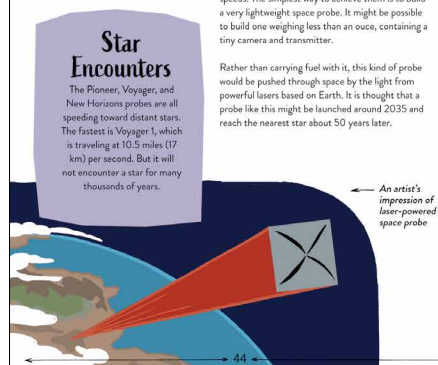 Star
Encounters
The Pioneer, Voyager, and
New Horizons probes are all
speeding toward distant stars.
The fastest is Voyager 1, which
is traveling at 10.5 miles (17
km) per second. But it will
not encounter a star for many
thousands of years.
speeds. The simplest way to achieve them is to build
a very lightweight space probe. It might be possible
to build one weighing less than an ouce, containing a
tiny camera and transmitter.
Rather than carrying fuel with it, this kind of probe
would be pushed through space by the light from
powerful lasers based on Earth. It is thought that a
probe like this might be launched around 2035 and
reach the nearest star about 50 years later.
An artist's
impression of
laser-powered
space probe
44